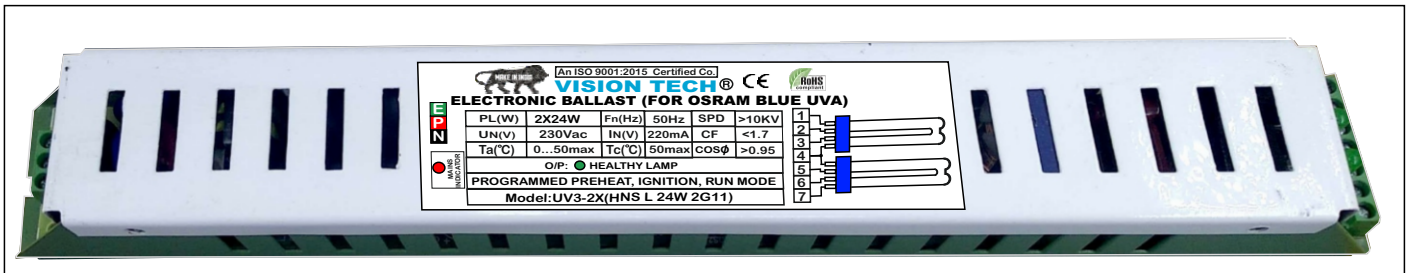 MAKE IN INDIA
An ISO 9001:2015 Certified Co.
VISION TECH® CE
RoHS
compliant
ELECTRONIC BALLAST (FOR OSRAM BLUE UVA)
E
P
N
PL(W) 2X24W Fn(Hz) 50Hz SPD >10KV
UN(V) 230Vac IN(V) 220mA CF <1.7
Ta(℃) 0...50max Tc(℃) 50max COSΦ >0.95
MAINS
INDICATOR
O/P: HEALTHY LAMP
PROGRAMMED PREHEAT, IGNITION, RUN MODE
Model:UV3-2X(HNS L 24W 2G11)
1
2
3
4
5
6
7